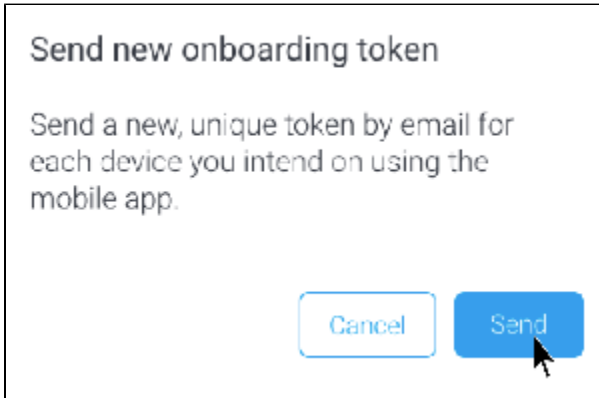 Send new onboarding token
Send a new, unique token by email for
each device you intend on using the
mobile app.
Cancel
Send